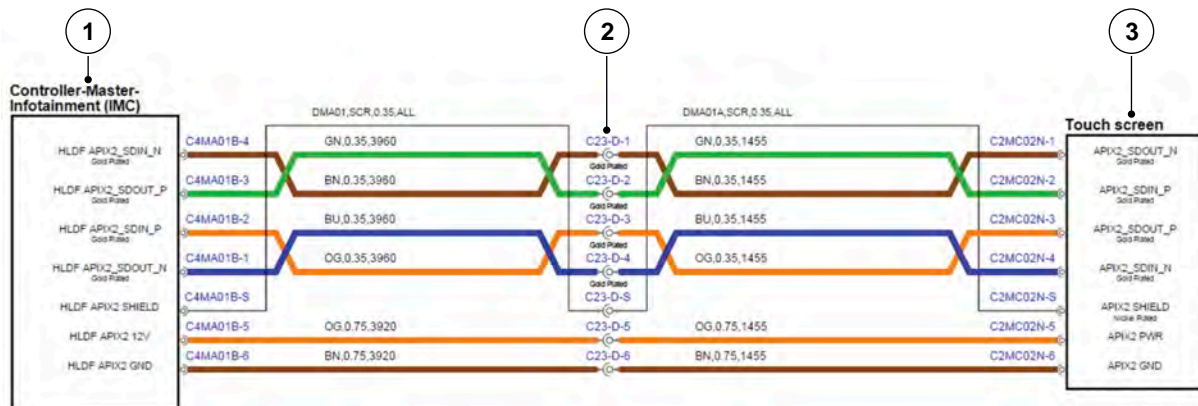 1
2
3
Controller-Master-
Infotainment (IMC)
Touch screen
DMA01,SCR,0.35,ALL
DMA01A,SCR,0.35,ALL
HLDF APIX2_SDIN_N
Gold Plated
C4MA01B-4
GN,0.35,3960
C23-D-1
Gold Plated
GN,0.35,1455
C2MC02N-1
APIX2_SDOUT_N
Gold Plated
HLDF APIX2_SDOUT_P
Gold Plated
C4MA01B-3
BN,0.35,3960
C23-D-2
Gold Plated
BN,0.35,1455
C2MC02N-2
APIX2_SDIN_P
Gold Plated
HLDF APIX2_SDIN_P
Gold Plated
C4MA01B-2
BU,0.35,3960
C23-D-3
Gold Plated
BU,0.35,1455
C2MC02N-3
APIX2_SDOUT_P
Gold Plated
HLDF APIX2_SDOUT_N
Gold Plated
C4MA01B-1
OG,0.35,3960
C23-D-4
Gold Plated
OG,0.35,1455
C2MC02N-4
APIX2_SDIN_N
Gold Plated
HLDF APIX2 SHIELD
C4MA01B-S
C23-D-S
C2MC02N-S
APIX2 SHIELD
Nickle Plated
HLDF APIX2 12V
C4MA01B-5
OG,0.75,3920
C23-D-5
OG,0.75,1455
C2MC02N-5
APIX2 PWR
HLDF APIX2 GND
C4MA01B-6
BN,0.75,3920
C23-D-6
BN,0.75,1455
C2MC02N-6
APIX2 GND